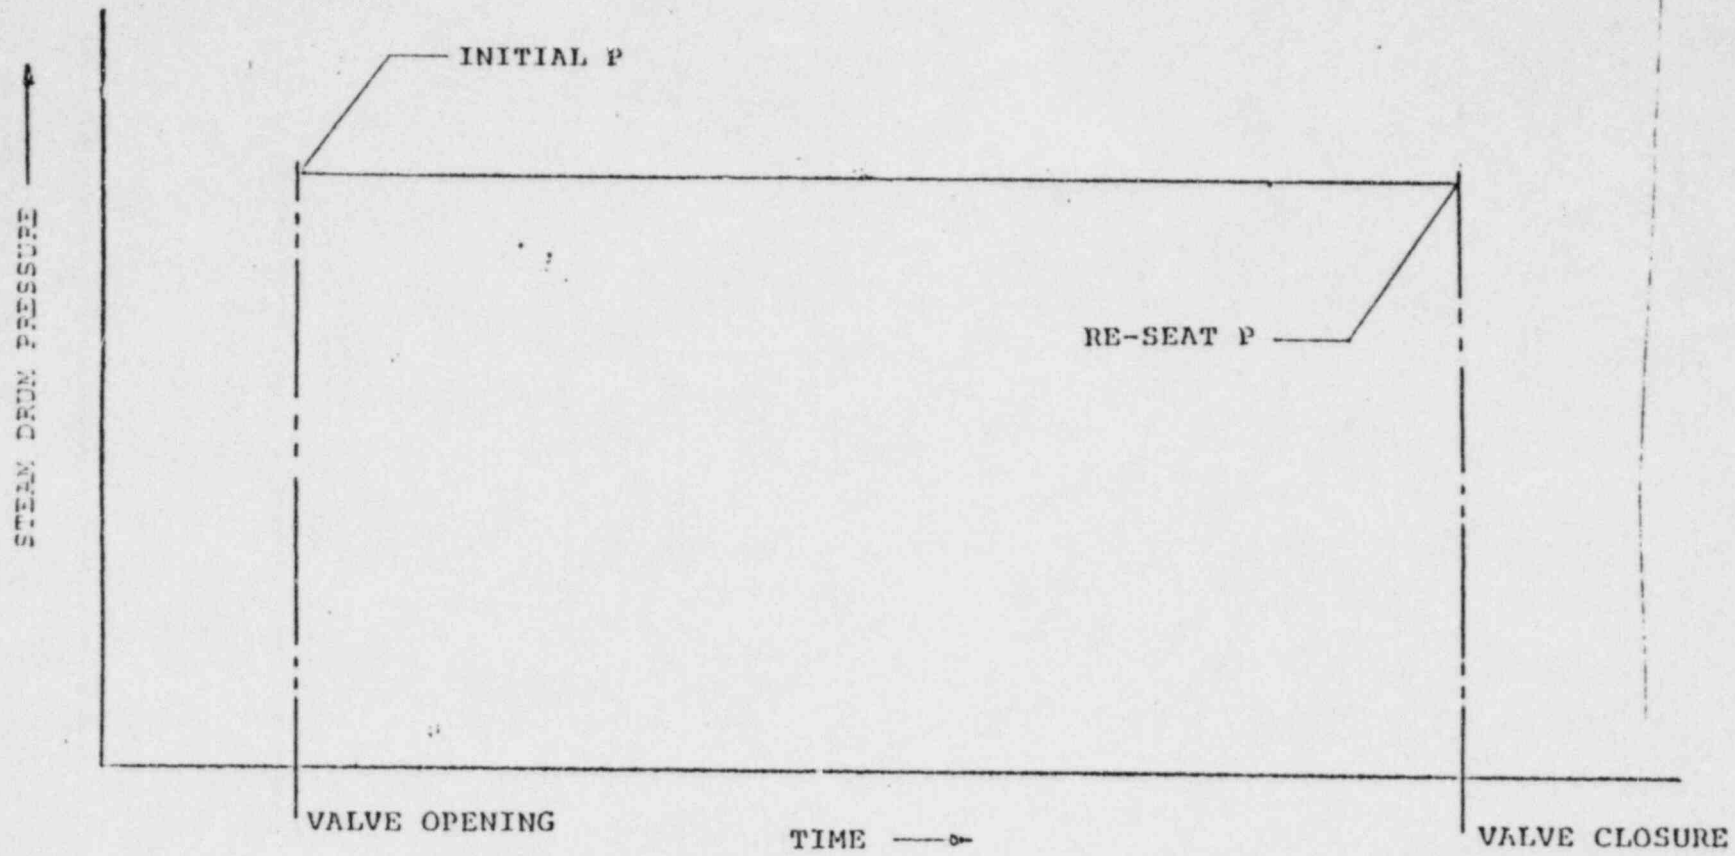 INITIAL P
STEAM DRUM PRESSURE
RE-SEAT P
VALVE OPENING
TIME
VALVE CLOSURE